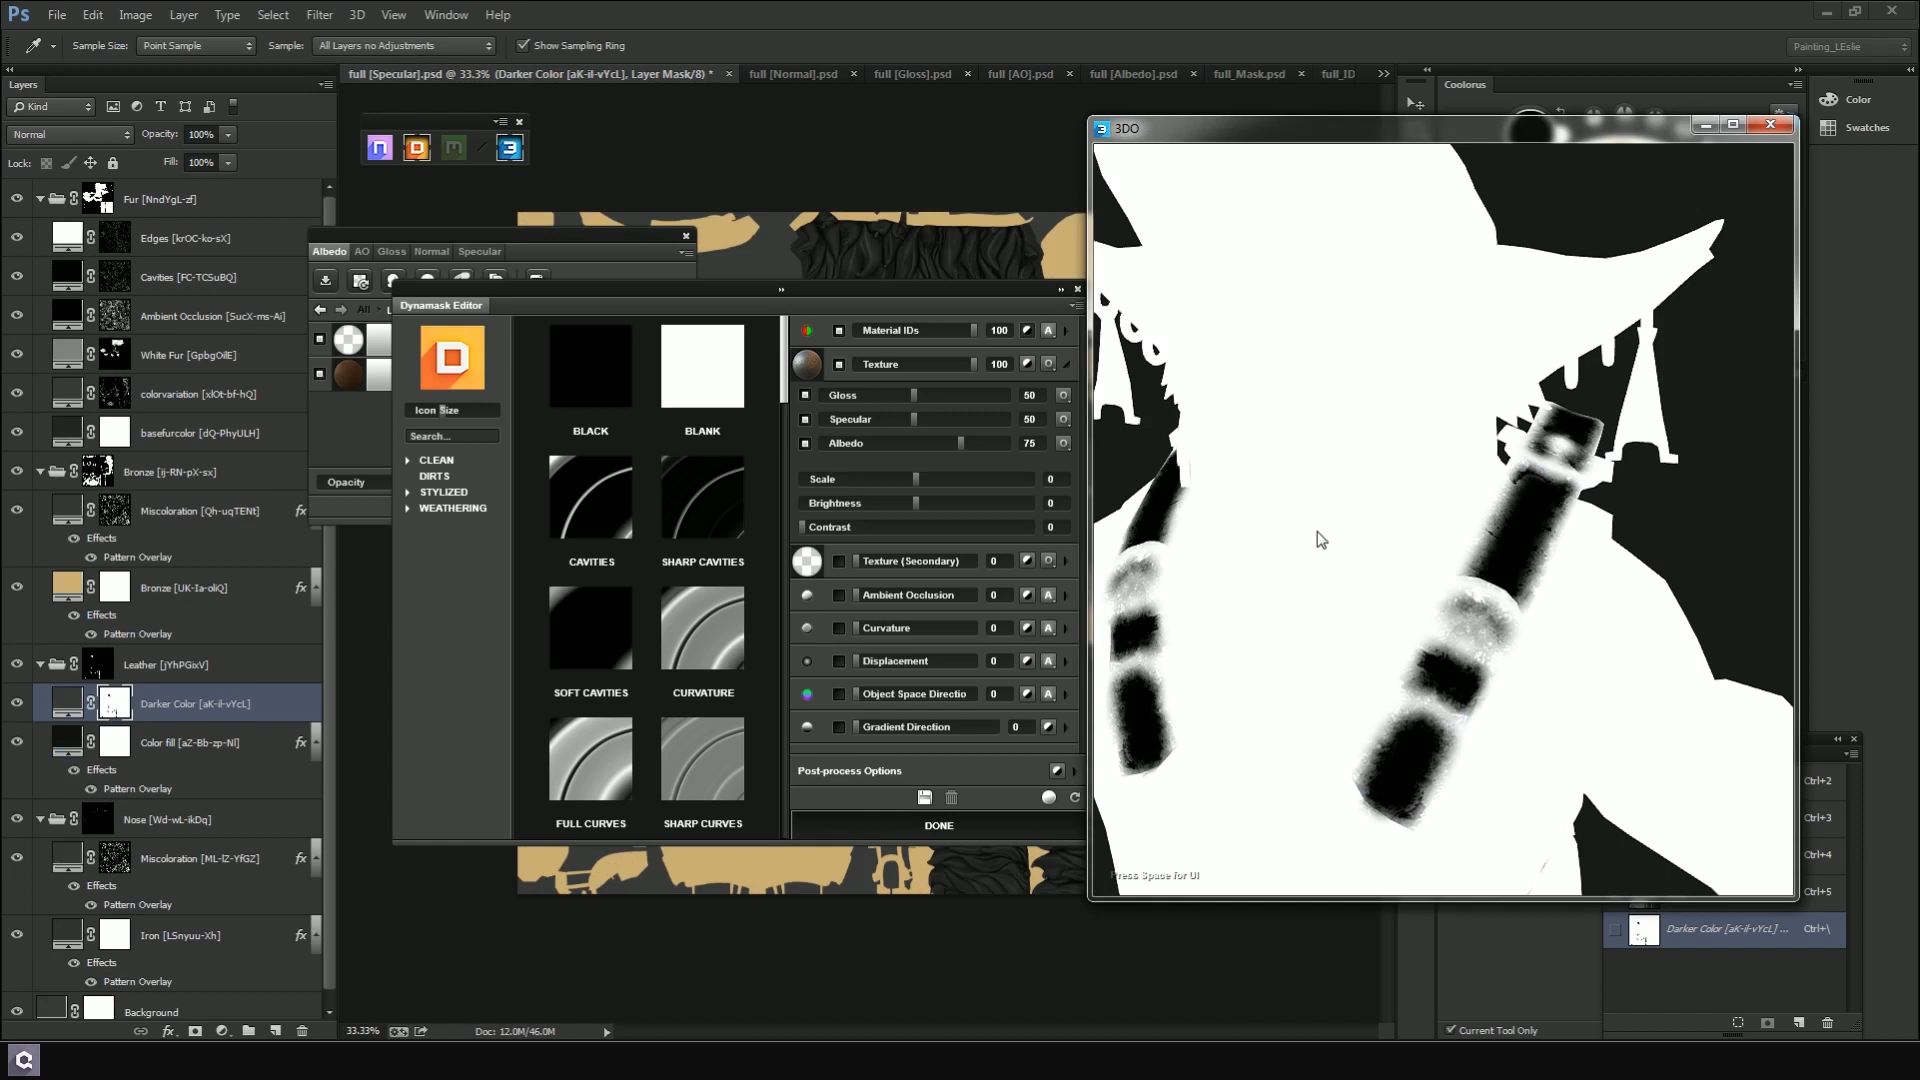 Ps File Edit Image Layer Type Select Filter 3D View Window Help
Sample Size: Point Sample Sample: All Layers no Adjustments Show Sampling Ring Painting_LEslie
Layers
full [Specular].psd @ 33.3% (Darker Color [aK-il-vYcL], Layer Mask/8) * full [Normal].psd full [Gloss].psd full [AO].psd full [Albedo].psd full_Mask.psd full_ID
Coolorus
Color
Swatches
Kind
Normal Opacity: 100%
Lock: Fill: 100%
Fur [NndYgL-zf]
Edges [krOC-ko-sX]
Cavities [FC-TCSuBQ]
Ambient Occlusion [SucX-ms-Ai]
White Fur [GpbgOilE]
colorvariation [xlOt-bf-hQ]
basefurcolor [dQ-PhyULH]
Bronze [ij-RN-pX-sx]
Miscoloration [Qh-uqTENt] fx
Effects
Pattern Overlay
Bronze [UK-Ia-oliQ] fx
Effects
Pattern Overlay
Leather [jYhPGixV]
Darker Color [aK-il-vYcL]
Color fill [aZ-Bb-zp-Nl] fx
Effects
Pattern Overlay
Nose [Wd-wL-ikDq]
Miscoloration [ML-lZ-YfGZ] fx
Effects
Pattern Overlay
Iron [LSnyuu-Xh] fx
Effects
Pattern Overlay
Background
33.33% Doc: 12.0M/46.0M
Albedo AO Gloss Normal Specular
All
Opacity
Dynamask Editor
Icon Size
Search...
CLEAN
DIRTS
STYLIZED
WEATHERING
BLACK BLANK
CAVITIES SHARP CAVITIES
SOFT CAVITIES CURVATURE
FULL CURVES SHARP CURVES
Material IDs 100 A
Texture 100
Gloss 50
Specular 50
Albedo 75
Scale 0
Brightness 0
Contrast 0
Texture (Secondary) 0
Ambient Occlusion 0 A
Curvature 0 A
Displacement 0 A
Object Space Directio 0 A
Gradient Direction 0
Post-process Options
DONE
3DO
Press Space for UI
Ctrl+2
Ctrl+3
Ctrl+4
Ctrl+5
Darker Color [aK-il-vYcL] ... Ctrl+\
Current Tool Only